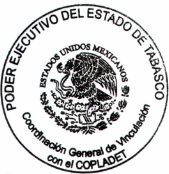 PODER EJECUTIVO DEL ESTADO DE TABASCO
ESTADOS UNIDOS MEXICANOS
Coordinación General de Vinculación
con el COPLADET